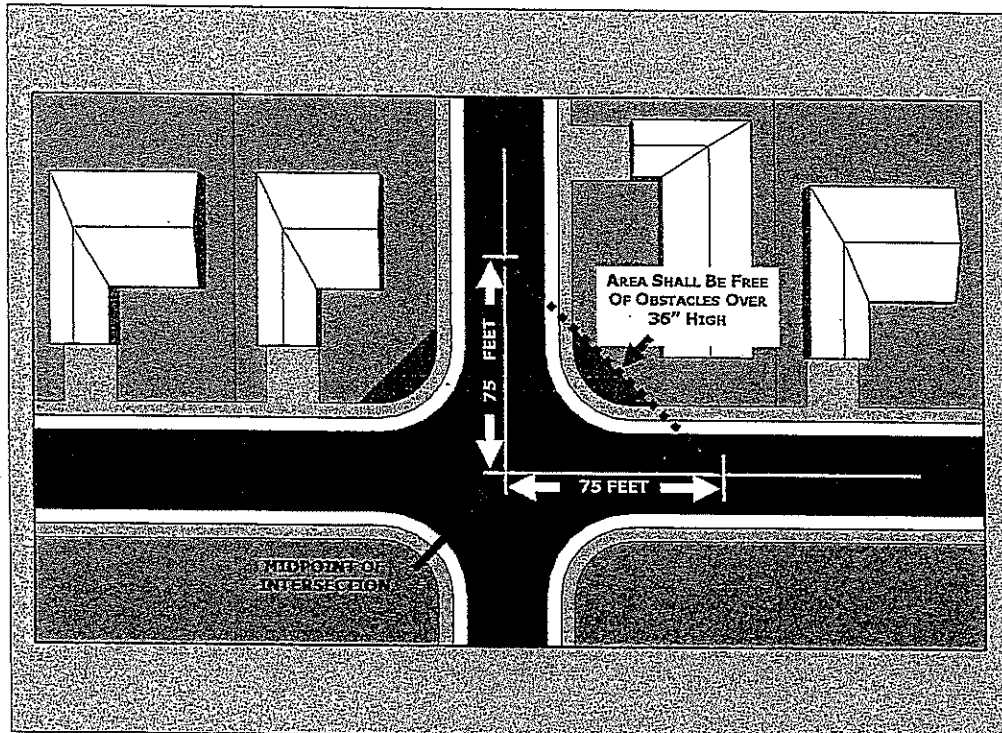 AREA SHALL BE FREE
OF OBSTACLES OVER
36" HIGH
75 FEET
75 FEET
MIDPOINT OF
INTERSECTION